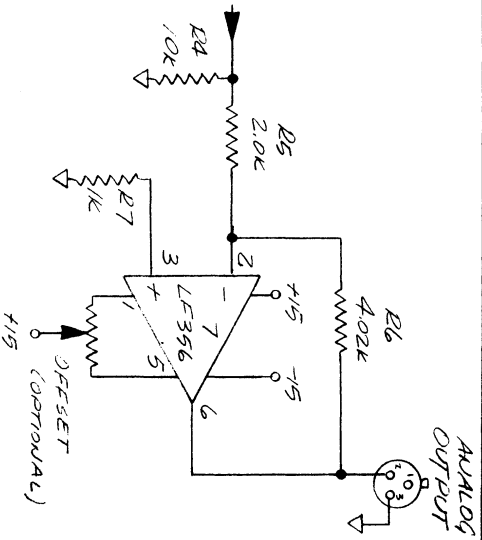 R4
10K
R5
2.0K
R7
1K
R6
4.02K
2
3
+
-
LF356
7
5
6
+15
-15
+15
OFFSET
(OPTIONAL)
ANALOG
OUTPUT
2
1
3